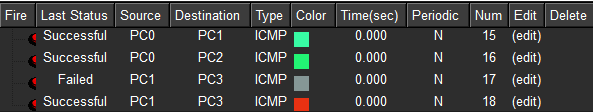 Fire Last Status Source Destination Type Color Time(sec) Periodic Num Edit Delete
Successful PC0 PC1 ICMP 0.000 N 15 (edit)
Successful PC0 PC2 ICMP 0.000 N 16 (edit)
Failed PC1 PC3 ICMP 0.000 N 17 (edit)
Successful PC1 PC3 ICMP 0.000 N 18 (edit)